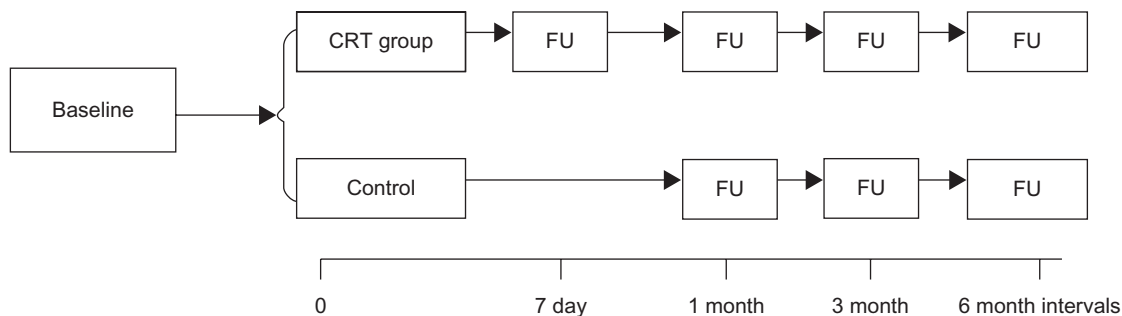 CRT group
FU
FU
FU
FU
Baseline
Control
FU
FU
FU
0
7 day
1 month
3 month
6 month intervals